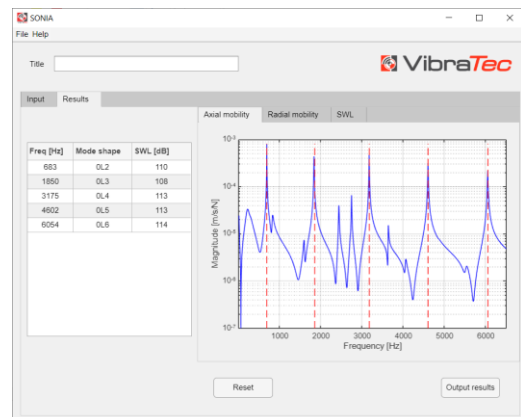 SONIA
File Help
Title
VibraTec
Input Results
Axial mobility Radial mobility SWL
Freq [Hz] Mode shape SWL [dB]
683 0L2 110
1850 0L3 108
3175 0L4 113
4602 0L5 113
6054 0L6 114
Magnitude [m/s/N]
10-3
10-4
10-5
10-6
10-7
1000 2000 3000 4000 5000 6000
Frequency [Hz]
Reset Output results